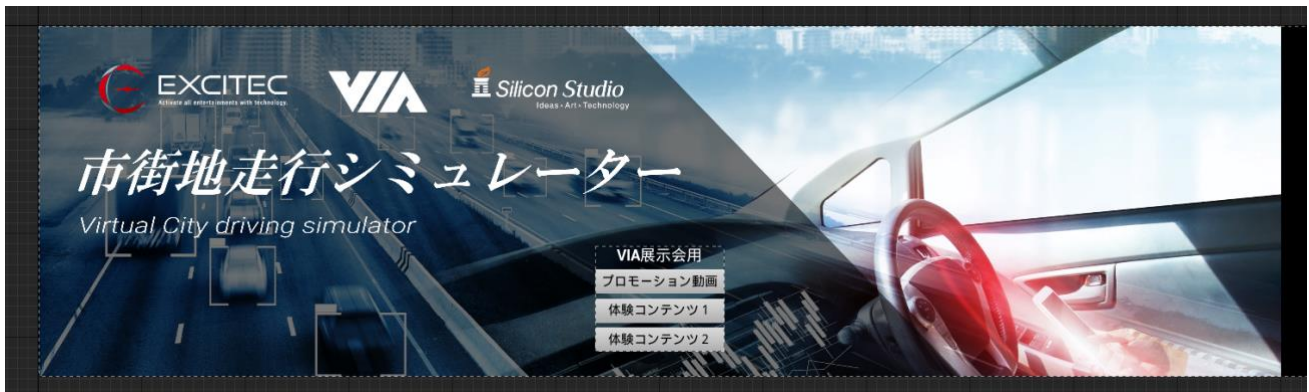 EXCITEC
Activate all entertainments with technology.
VIA
Silicon Studio
Ideas・Art・Technology
市街地走行シミュレーター
Virtual City driving simulator
VIA展示会用
プロモーション動画
体験コンテンツ 1
体験コンテンツ 2